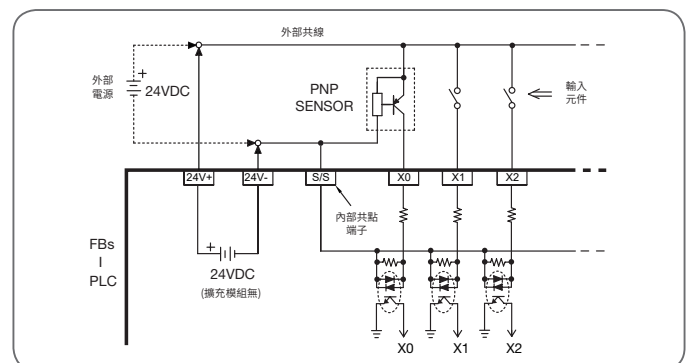 外部共線
外部
電源
+
24VDC
PNP
SENSOR
輸入
元件
24V+
24V-
S/S
X0
X1
X2
內部共點
端子
FBs
I
PLC
+
24VDC
(擴充模組無)
X0
X1
X2